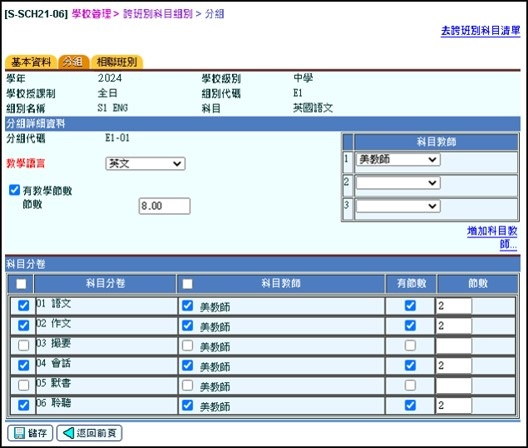 [S-SCH21-06] 學校管理 > 跨班別科目組別 > 分組
去跨班別科目清單
基本資料 分組 相聯班別
學年 2024 學校級別 中學
學校授課制 全日 組別代碼 E1
組別名稱 S1 ENG 科目 英國語文
分組詳細資料
分組代碼 E1-01
科目教師
1 美教師
教學語言 英文
2
有教學節數
節數 8.00
3
增加科目教
師...
科目分卷
科目分卷 科目教師 有節數 節數
01 語文 美教師 2
02 作文 美教師 2
03 撮要 美教師
04 會話 美教師 2
05 默書 美教師
06 聆聽 美教師 2
儲存 返回前頁